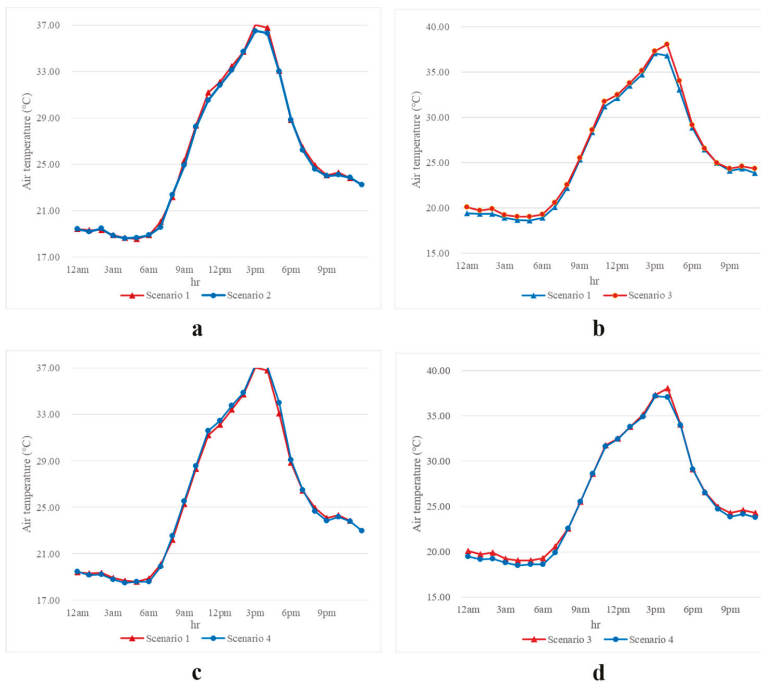 37.00
33.00
29.00
25.00
21.00
17.00
Air temperature (°C)
12am 3am 6am 9am 12pm 3pm 6pm 9pm
hr
Scenario 1 Scenario 2
a
40.00
35.00
30.00
25.00
20.00
15.00
Air temperature (°C)
12am 3am 6am 9am 12pm 3pm 6pm 9pm
hr
Scenario 1 Scenario 3
b
37.00
33.00
29.00
25.00
21.00
17.00
Air temperature (°C)
12am 3am 6am 9am 12pm 3pm 6pm 9pm
hr
Scenario 1 Scenario 4
c
40.00
35.00
30.00
25.00
20.00
15.00
Air temperature (°C)
12am 3am 6am 9am 12pm 3pm 6pm 9pm
hr
Scenario 3 Scenario 4
d